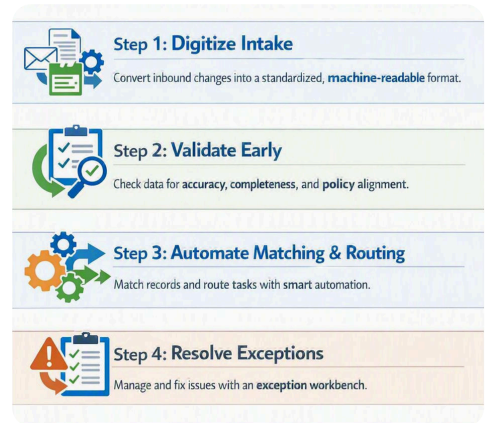 Step 1: Digitize Intake
Convert inbound changes into a standardized, machine-readable format.
Step 2: Validate Early
Check data for accuracy, completeness, and policy alignment.
Step 3: Automate Matching & Routing
Match records and route tasks with smart automation.
Step 4: Resolve Exceptions
Manage and fix issues with an exception workbench.